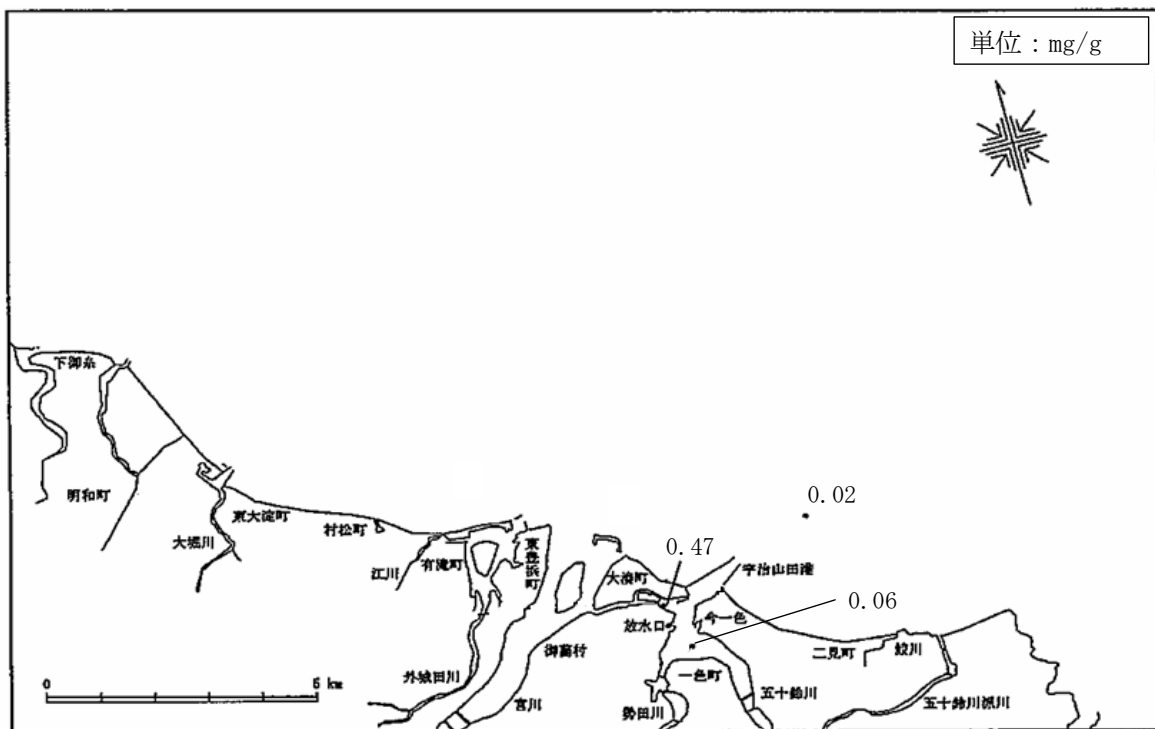 単位：mg/g
下御糸
明和町
大堀川
東大淀町
村松町
江川
有滝町
東豊浜町
外城田川
宮川
御薗村
大湊町
0.02
0.47
宇治山田港
放水口
今一色
0.06
一色町
勢田川
五十鈴川
二見町
鮫川
五十鈴川派川
0
5 km